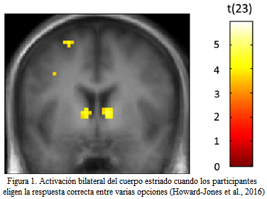 t(23)
5
4
3
2
1
0
Figura 1. Activación bilateral del cuerpo estriado cuando los participantes
eligen la respuesta correcta entre varias opciones (Howard-Jones et al., 2016)